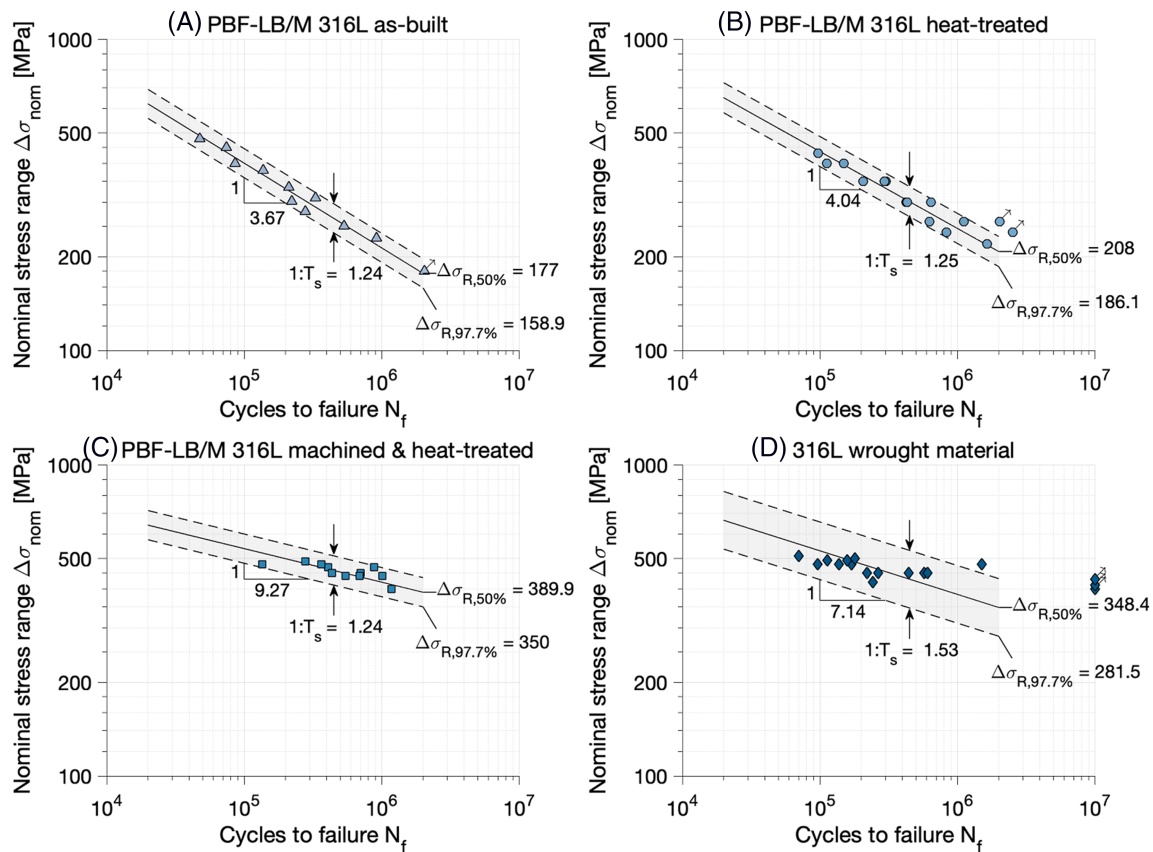 (A) PBF-LB/M 316L as-built
Nominal stress range Δσnom [MPa]
1000
500
200
100
1
3.67
1:Ts = 1.24
ΔσR,50% = 177
ΔσR,97.7% = 158.9
10^4 10^5 10^6 10^7
Cycles to failure Nf
(B) PBF-LB/M 316L heat-treated
Nominal stress range Δσnom [MPa]
1000
500
200
100
1
4.04
1:Ts = 1.25
ΔσR,50% = 208
ΔσR,97.7% = 186.1
10^4 10^5 10^6 10^7
Cycles to failure Nf
(C) PBF-LB/M 316L machined & heat-treated
Nominal stress range Δσnom [MPa]
1000
500
200
100
1
9.27
1:Ts = 1.24
ΔσR,50% = 389.9
ΔσR,97.7% = 350
10^4 10^5 10^6 10^7
Cycles to failure Nf
(D) 316L wrought material
Nominal stress range Δσnom [MPa]
1000
500
200
100
1
7.14
1:Ts = 1.53
ΔσR,50% = 348.4
ΔσR,97.7% = 281.5
10^4 10^5 10^6 10^7
Cycles to failure Nf